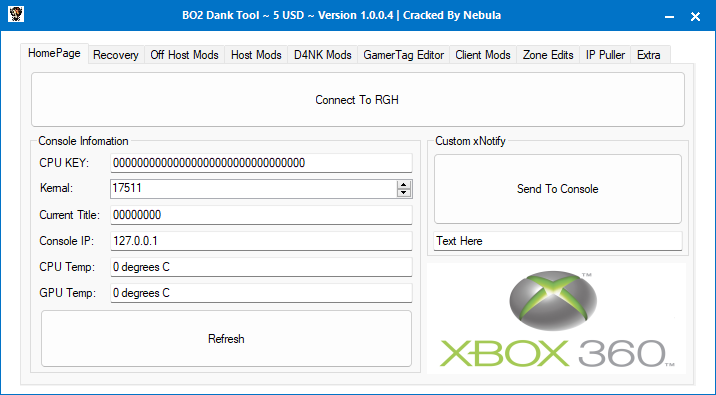 BO2 Dank Tool ~ 5 USD ~ Version 1.0.0.4 | Cracked By Nebula
HomePage Recovery Off Host Mods Host Mods D4NK Mods GamerTag Editor Client Mods Zone Edits IP Puller Extra
Connect To RGH
Console Infomation
CPU KEY: 00000000000000000000000000000000
Kernal: 17511
Current Title: 00000000
Console IP: 127.0.0.1
CPU Temp: 0 degrees C
GPU Temp: 0 degrees C
Refresh
Custom xNotify
Send To Console
Text Here
XBOX 360™